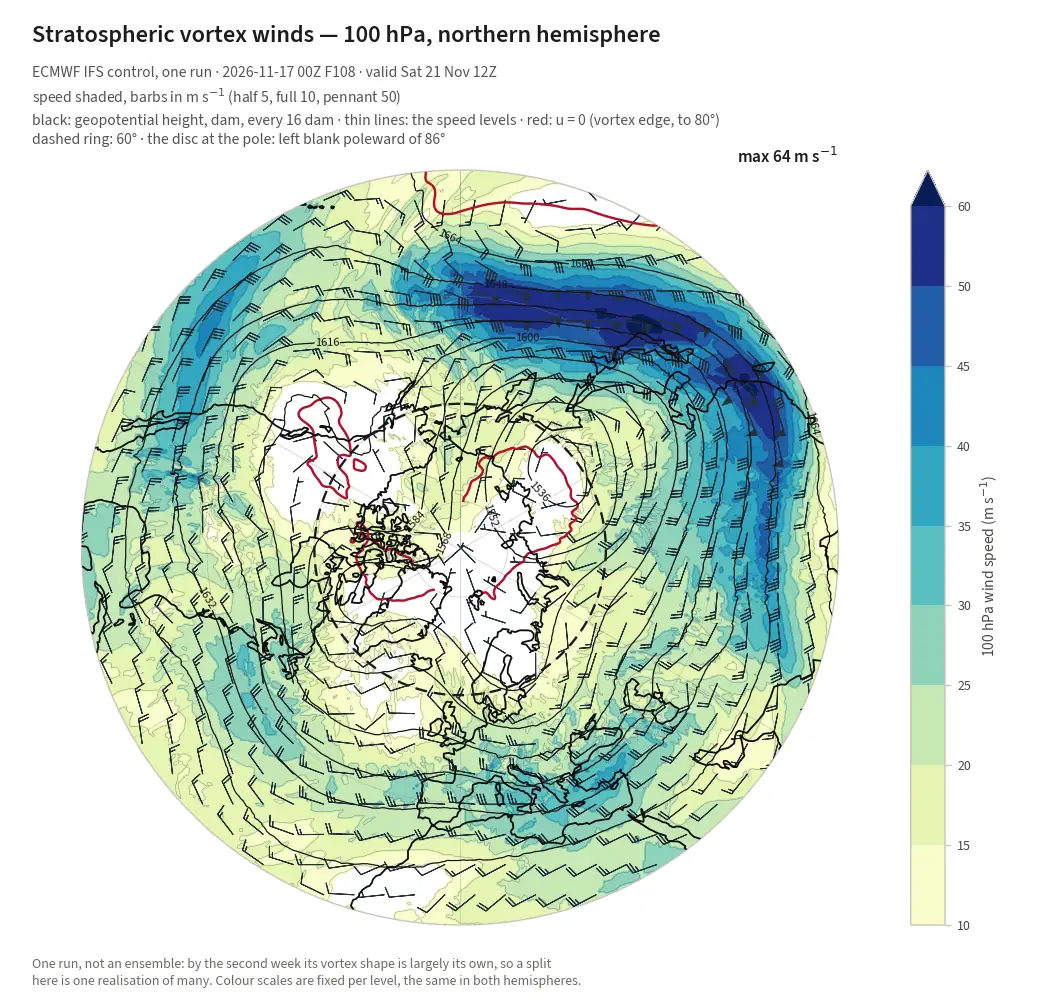 Stratospheric vortex winds — 100 hPa, northern hemisphere
ECMWF IFS control, one run · 2026-11-17 00Z F108 · valid Sat 21 Nov 12Z
speed shaded, barbs in m s⁻¹ (half 5, full 10, pennant 50)
black: geopotential height, dam, every 16 dam · thin lines: the speed levels · red: u = 0 (vortex edge, to 80°)
dashed ring: 60° · the disc at the pole: left blank poleward of 86°
max 64 m s⁻¹
1664
1648
1600
1616
1664
1536
1552
1568
1632
60
50
45
40
35
30
25
20
15
10
100 hPa wind speed (m s⁻¹)
One run, not an ensemble: by the second week its vortex shape is largely its own, so a split
here is one realisation of many. Colour scales are fixed per level, the same in both hemispheres.